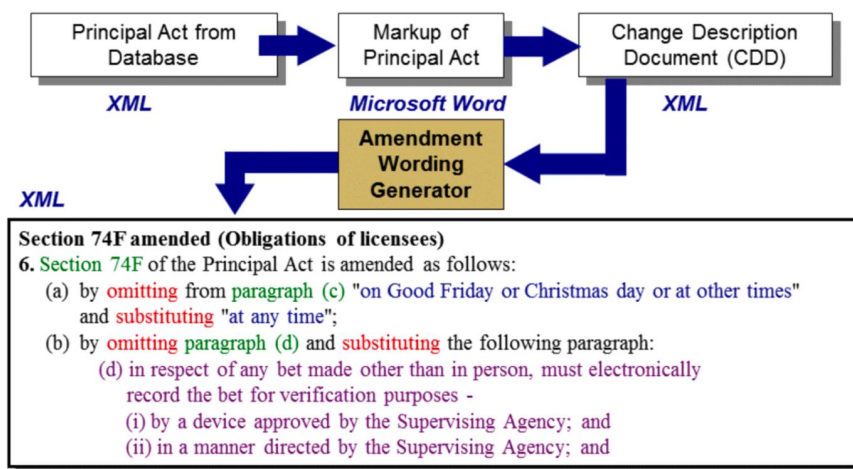 Principal Act from
Database
Markup of
Principal Act
Change Description
Document (CDD)
XML
Microsoft Word
XML
Amendment
Wording
Generator
XML
Section 74F amended (Obligations of licensees)
6. Section 74F of the Principal Act is amended as follows:
(a) by omitting from paragraph (c) "on Good Friday or Christmas day or at other times"
and substituting "at any time";
(b) by omitting paragraph (d) and substituting the following paragraph:
(d) in respect of any bet made other than in person, must electronically
record the bet for verification purposes -
(i) by a device approved by the Supervising Agency; and
(ii) in a manner directed by the Supervising Agency; and